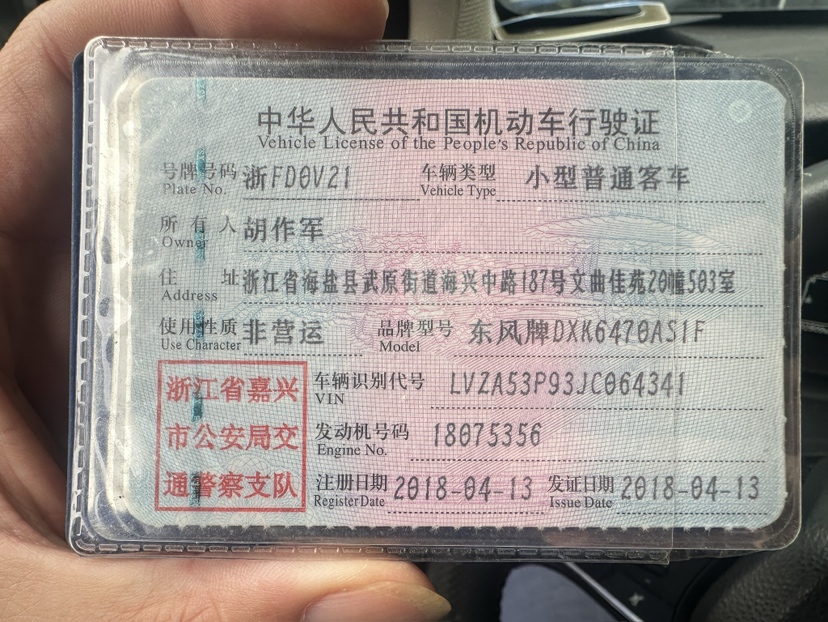 中华人民共和国机动车行驶证
Vehicle License of the People's Republic of China
号牌号码 浙FD0V21 车辆类型 小型普通客车
Plate No. Vehicle Type
所有人 胡作军
Owner
住址 浙江省海盐县武原街道海兴中路187号文曲佳苑20幢503室
Address
使用性质 非营运 品牌型号 东风牌DXK6470AS1F
Use Character Model
浙江省嘉兴
市公安局交
通警察支队
车辆识别代号 LVZA53P93JC064341
VIN
发动机号码 18075356
Engine No.
注册日期 2018-04-13 发证日期 2018-04-13
Register Date Issue Date